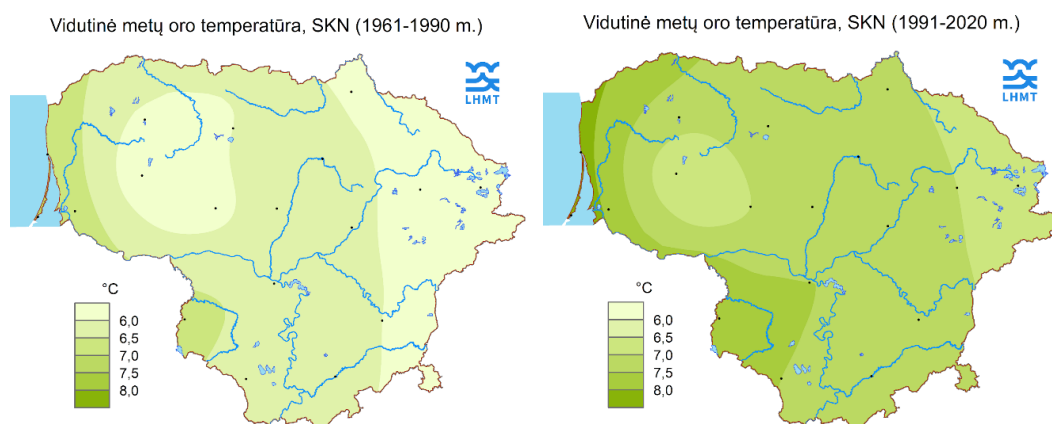 Vidutinė metų oro temperatūra, SKN (1961-1990 m.)
LHMT
°C
6,0
6,5
7,0
7,5
8,0
Vidutinė metų oro temperatūra, SKN (1991-2020 m.)
LHMT
°C
6,0
6,5
7,0
7,5
8,0